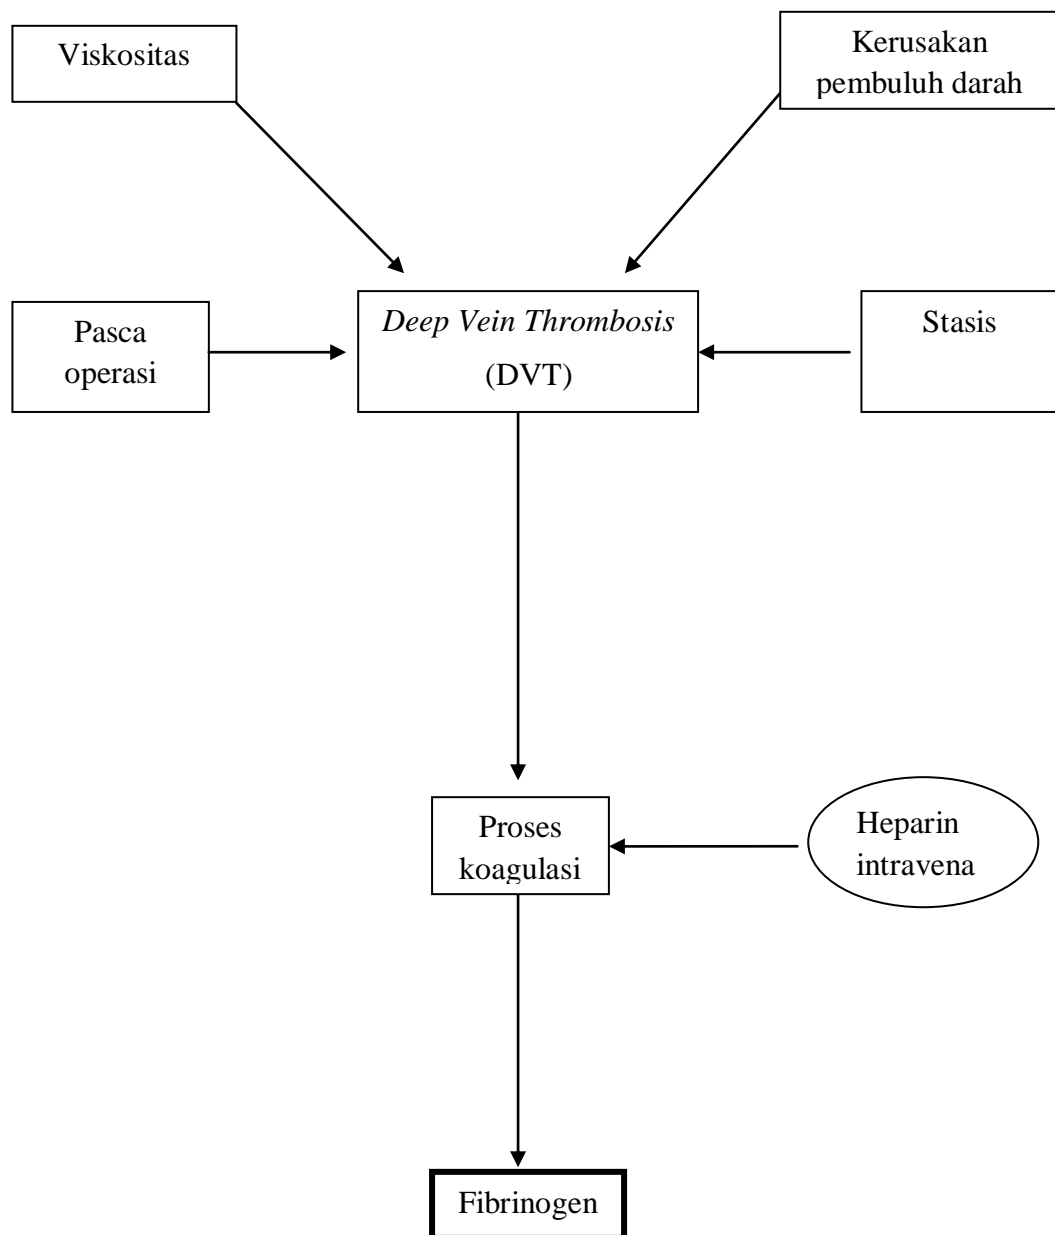 Viskositas
Kerusakan
pembuluh darah
Pasca
operasi
Deep Vein Thrombosis
(DVT)
Stasis
Proses
koagulasi
Heparin
intravena
Fibrinogen